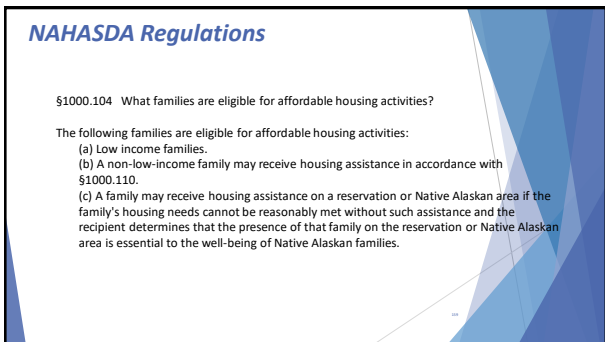 NAHASDA Regulations
§1000.104 What families are eligible for affordable housing activities?
The following families are eligible for affordable housing activities:
(a) Low income families.
(b) A non-low-income family may receive housing assistance in accordance with
§1000.110.
(c) A family may receive housing assistance on a reservation or Native Alaskan area if the
family's housing needs cannot be reasonably met without such assistance and the
recipient determines that the presence of that family on the reservation or Native Alaskan
area is essential to the well-being of Native Alaskan families.